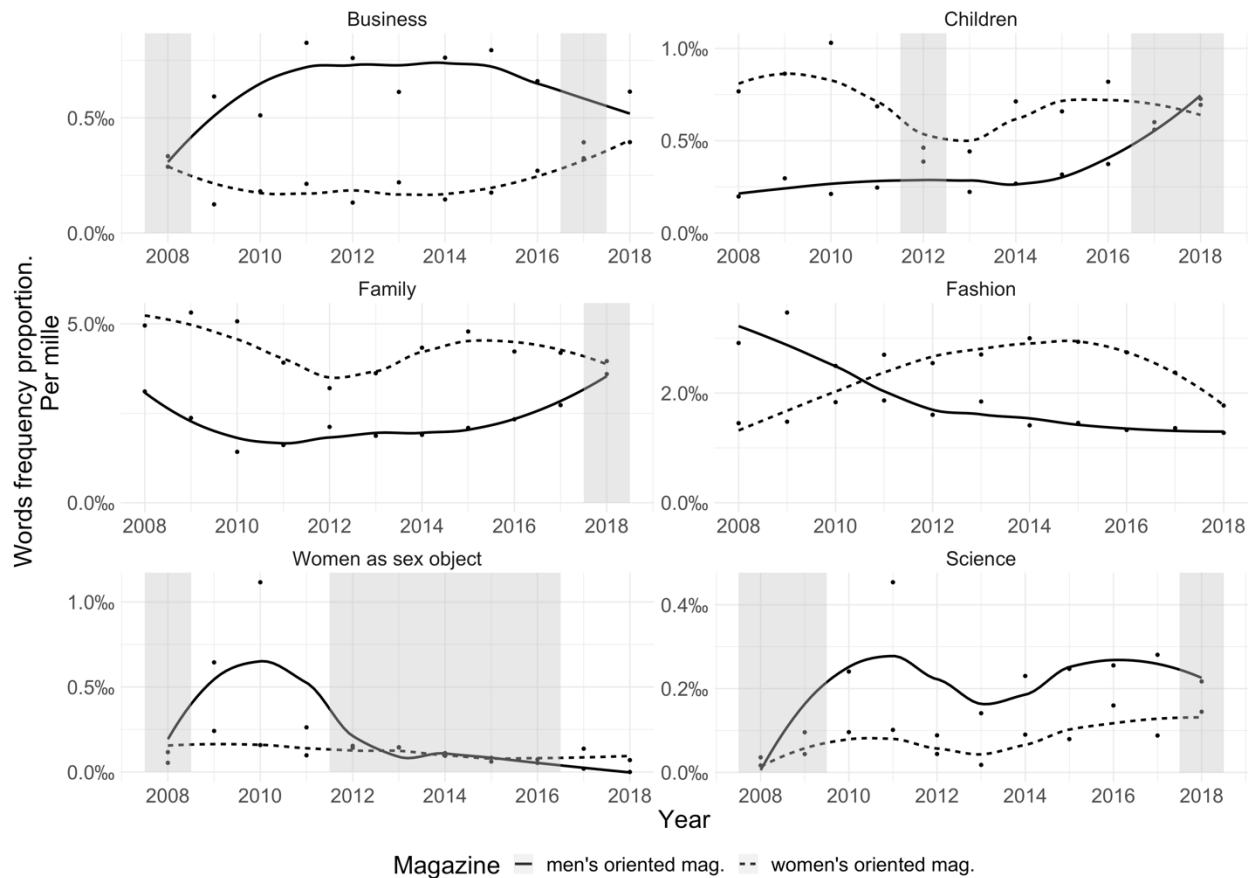 Business
Children
0.5‰
0.0‰
2008 2010 2012 2014 2016 2018
1.0‰
0.5‰
0.0‰
2008 2010 2012 2014 2016 2018
Words frequency proportion.
Per mille
Family
Fashion
5.0‰
0.0‰
2008 2010 2012 2014 2016 2018
2.0‰
0.0‰
2008 2010 2012 2014 2016 2018
Women as sex object
Science
1.0‰
0.5‰
0.0‰
2008 2010 2012 2014 2016 2018
0.4‰
0.2‰
0.0‰
2008 2010 2012 2014 2016 2018
Year
Magazine men's oriented mag. women's oriented mag.